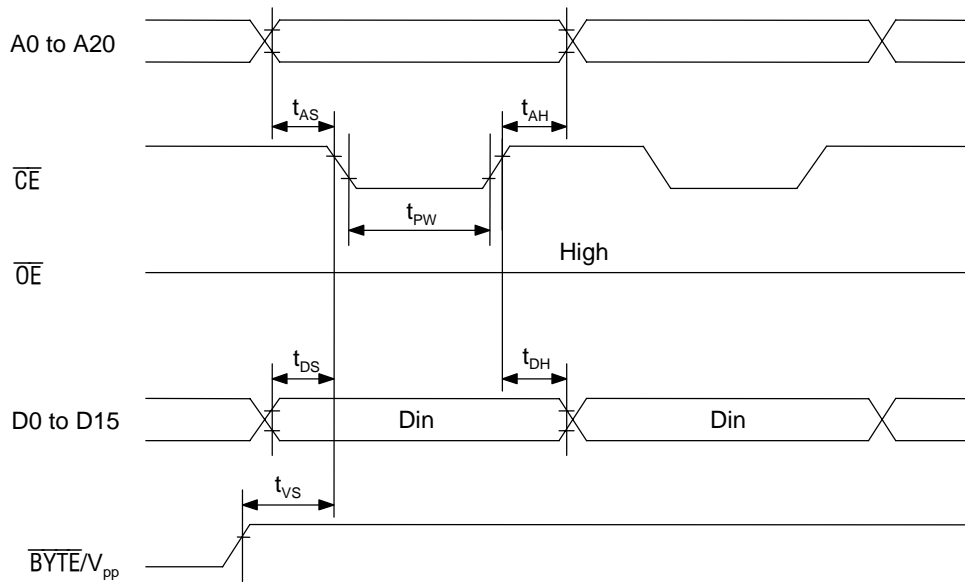 A0 to A20
tAS
tAH
CE
tPW
High
OE
tDS
tDH
D0 to D15
Din
Din
tVS
BYTE/Vpp